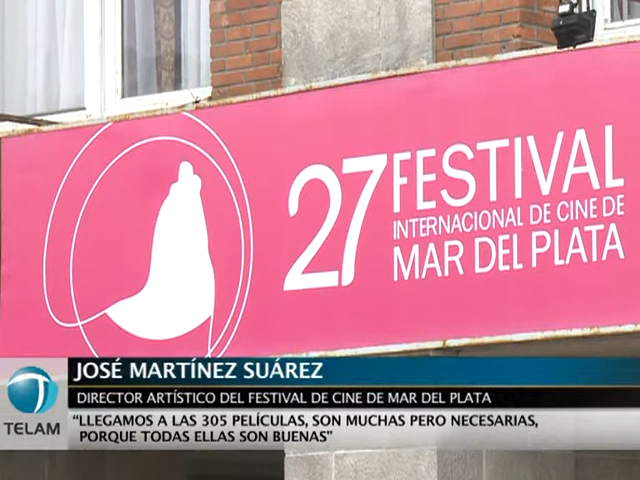 27 FESTIVAL
INTERNACIONAL DE CINE DE
MAR DEL PLATA
JOSÉ MARTÍNEZ SUÁREZ
DIRECTOR ARTÍSTICO DEL FESTIVAL DE CINE DE MAR DEL PLATA
TELAM
“LLEGAMOS A LAS 305 PELÍCULAS, SON MUCHAS PERO NECESARIAS,
PORQUE TODAS ELLAS SON BUENAS”